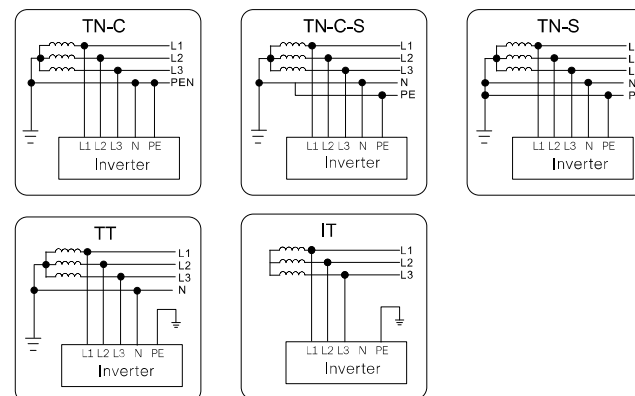 TN-C
L1
L2
L3
PEN
L1 L2 L3 N PE
Inverter
TN-C-S
L1
L2
L3
N
PE
L1 L2 L3 N PE
Inverter
TN-S
L
L
L
N
P
L1 L2 L3 N PE
Inverter
TT
L1
L2
L3
N
L1 L2 L3 N PE
Inverter
IT
L1
L2
L3
L1 L2 L3 N PE
Inverter